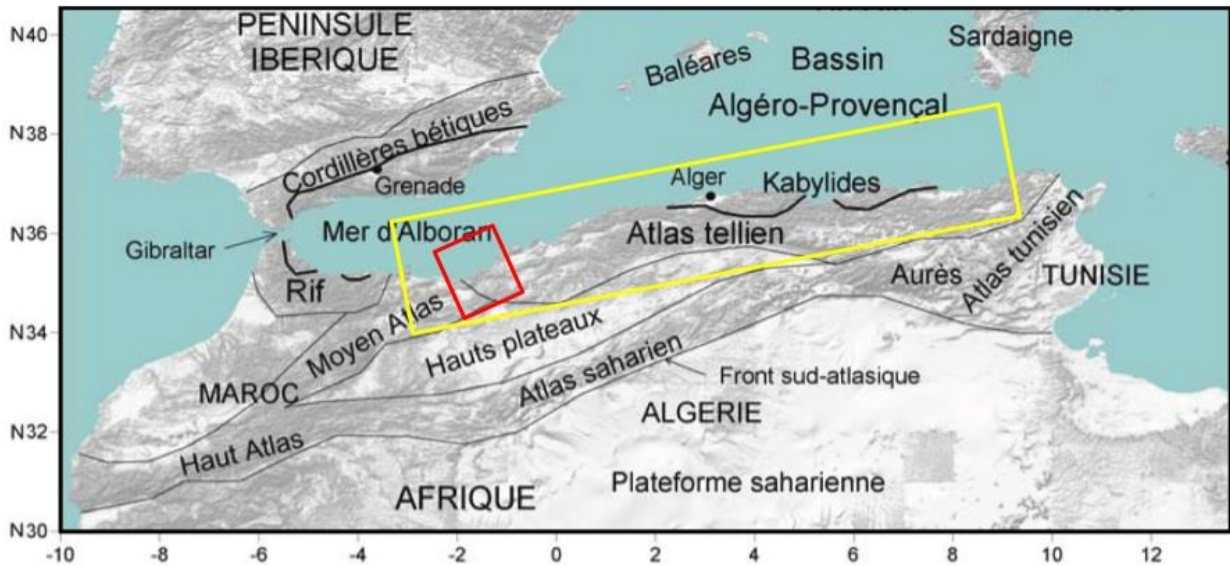 N40
N38
N36
N34
N32
N30
PENINSULE
IBERIQUE
Sardaigne
Baléares
Bassin
Algéro-Provençal
Cordillères bétiques
Grenade
Alger
Kabylides
Gibraltar
Mer d'Alboran
Atlas tellien
Rif
Aurès
Atlas tunisien
TUNISIE
Moyen Atlas
Hauts plateaux
MAROC
Atlas saharien
Front sud-atlasique
ALGERIE
Haut Atlas
AFRIQUE
Plateforme saharienne
-10 -8 -6 -4 -2 0 2 4 6 8 10 12